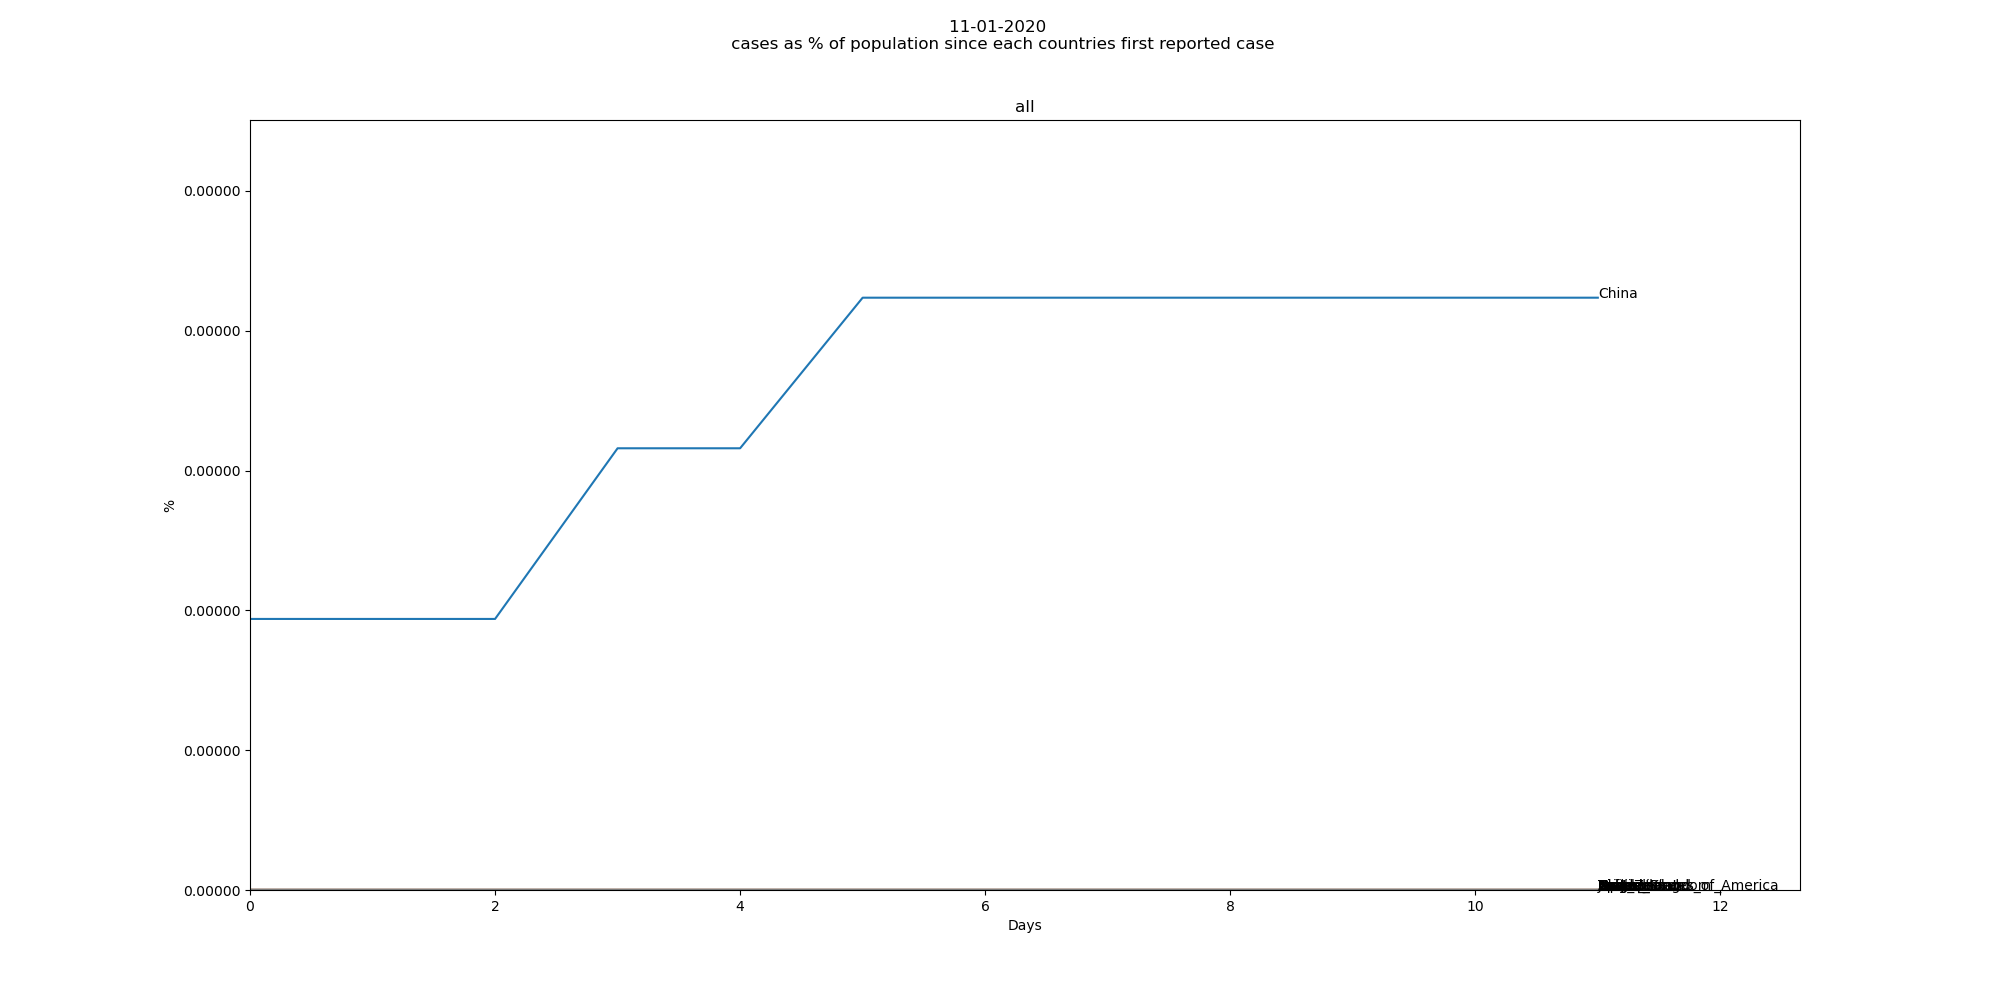 11-01-2020
cases as % of population since each countries first reported case
all
0.00000
0.00000
China
0.00000
%
0.00000
0.00000
0.00000
of_America
0 2 4 6 8 10 12
Days